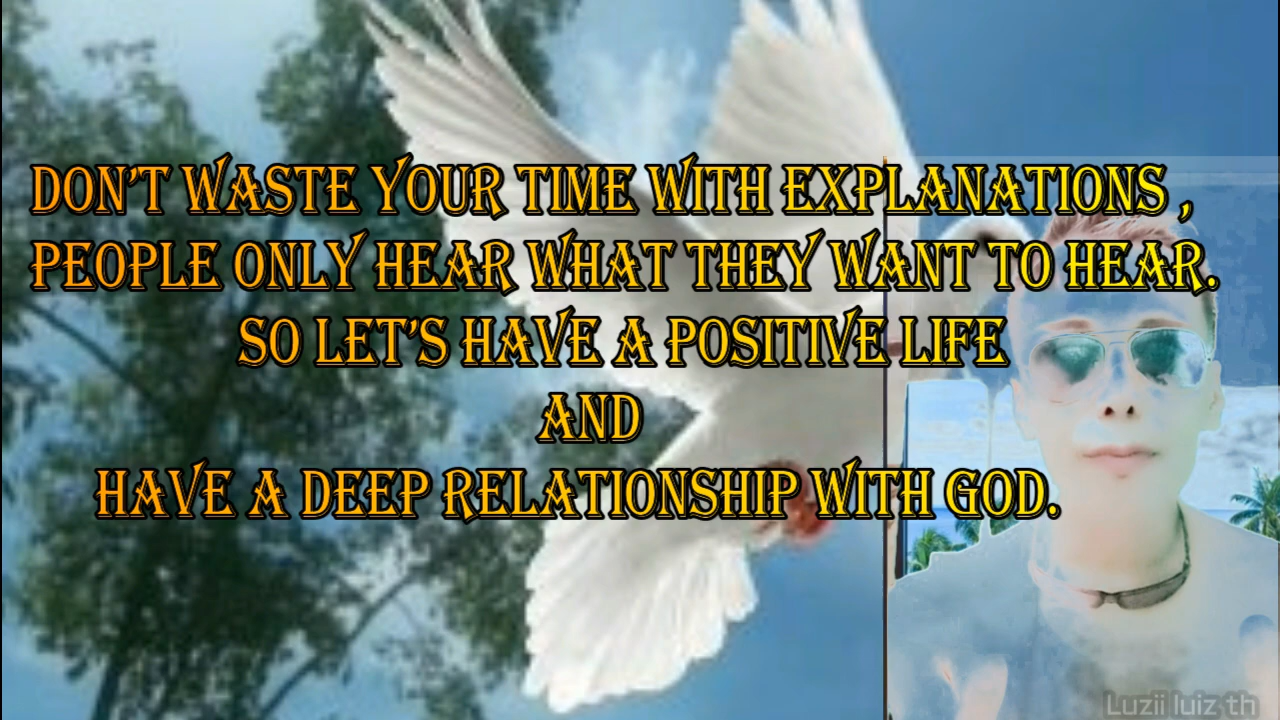 DON'T WASTE YOUR TIME WITH EXPLANATIONS ,
PEOPLE ONLY HEAR WHAT THEY WANT TO HEAR.
SO LET'S HAVE A POSITIVE LIFE
AND
HAVE A DEEP RELATIONSHIP WITH GOD.
Luzii luiz th